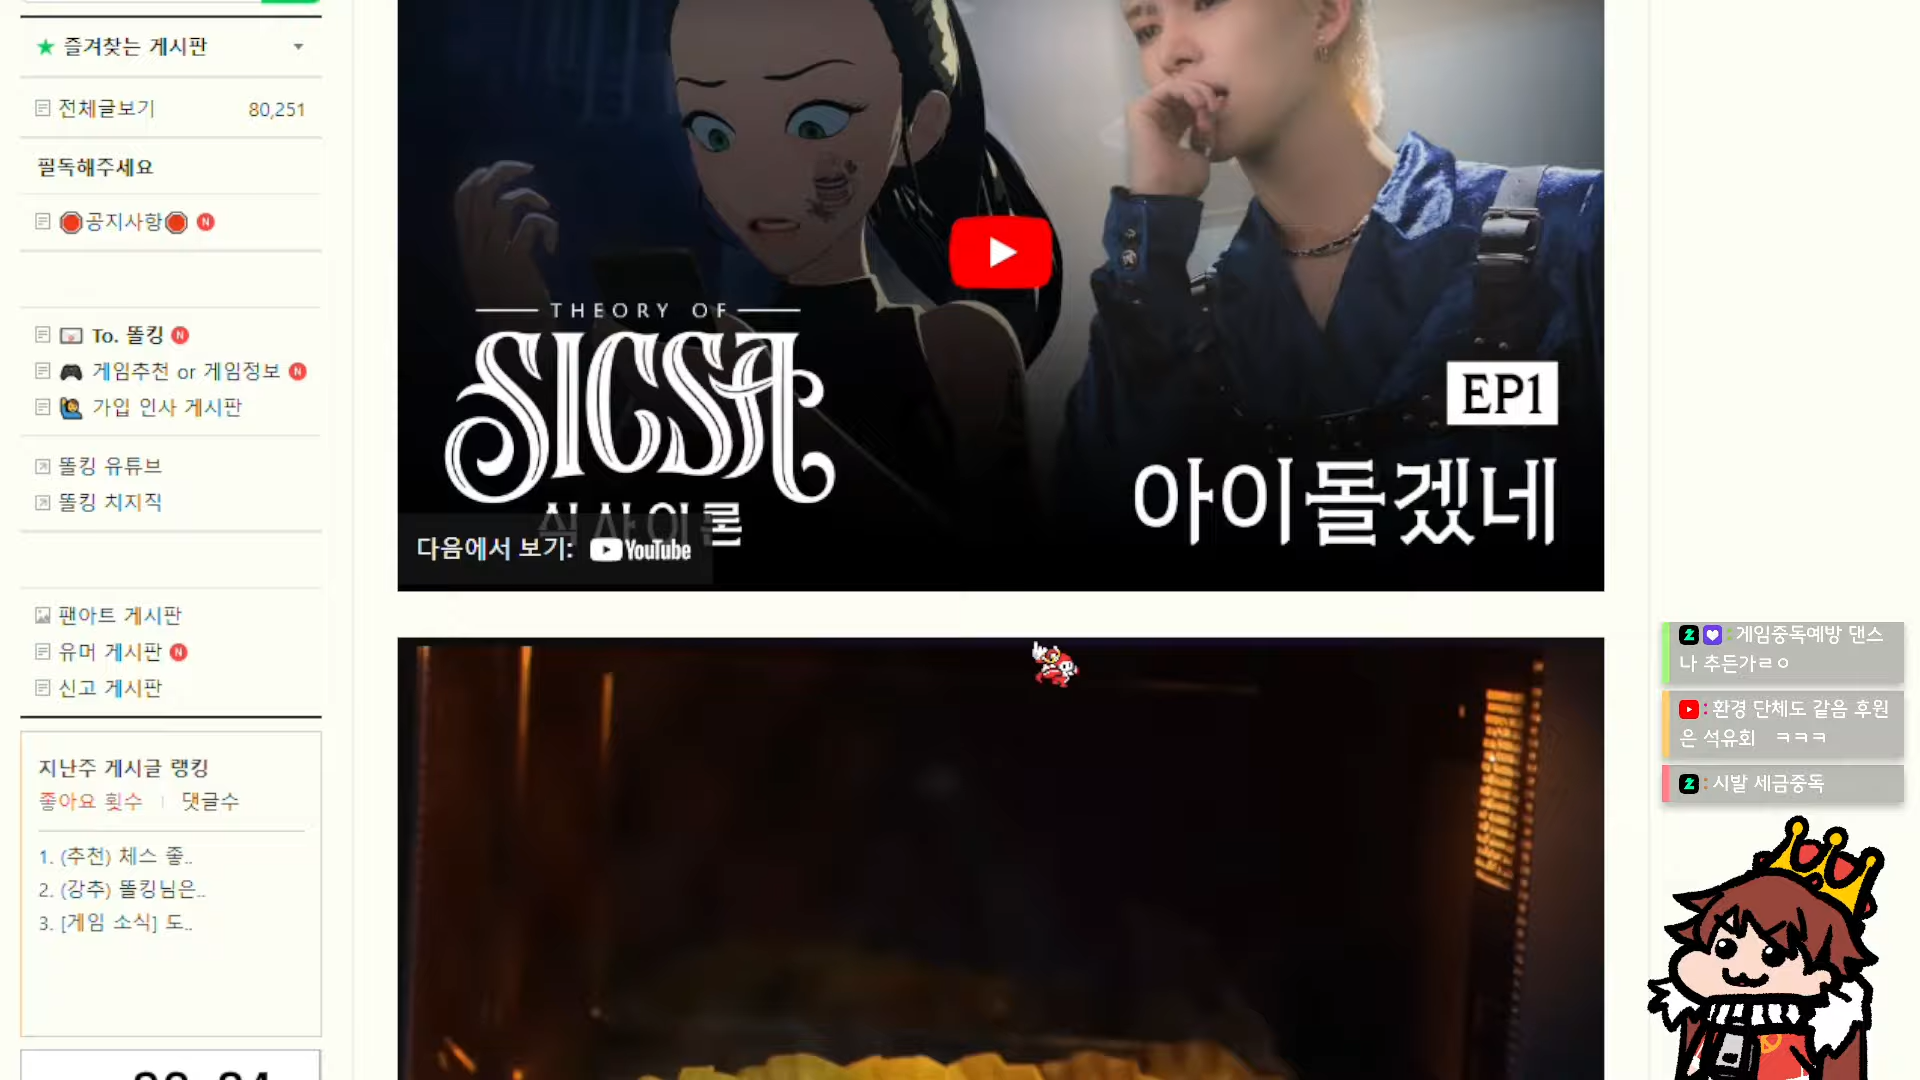 즐겨찾는 게시판
전체글보기 80,251
필독해주세요
공지사항 N
To. 똘킹 N
게임추천 or 게임정보 N
가입 인사 게시판
똘킹 유튜브
똘킹 치지직
팬아트 게시판
유머 게시판 N
신고 게시판
지난주 게시글 랭킹
좋아요 횟수 댓글수
1. (추천) 체스 좋..
2. (강추) 똘킹님은..
3. [게임 소식] 도..
THEORY OF
SICSA
식사이론
다음에서 보기: YouTube
EP1
아이돌겠네
: 게임중독예방 댄스
나 추든가ㄹㅇ
: 환경 단체도 같음 후원
은 석유회 ㅋㅋㅋ
: 시발 세금중독